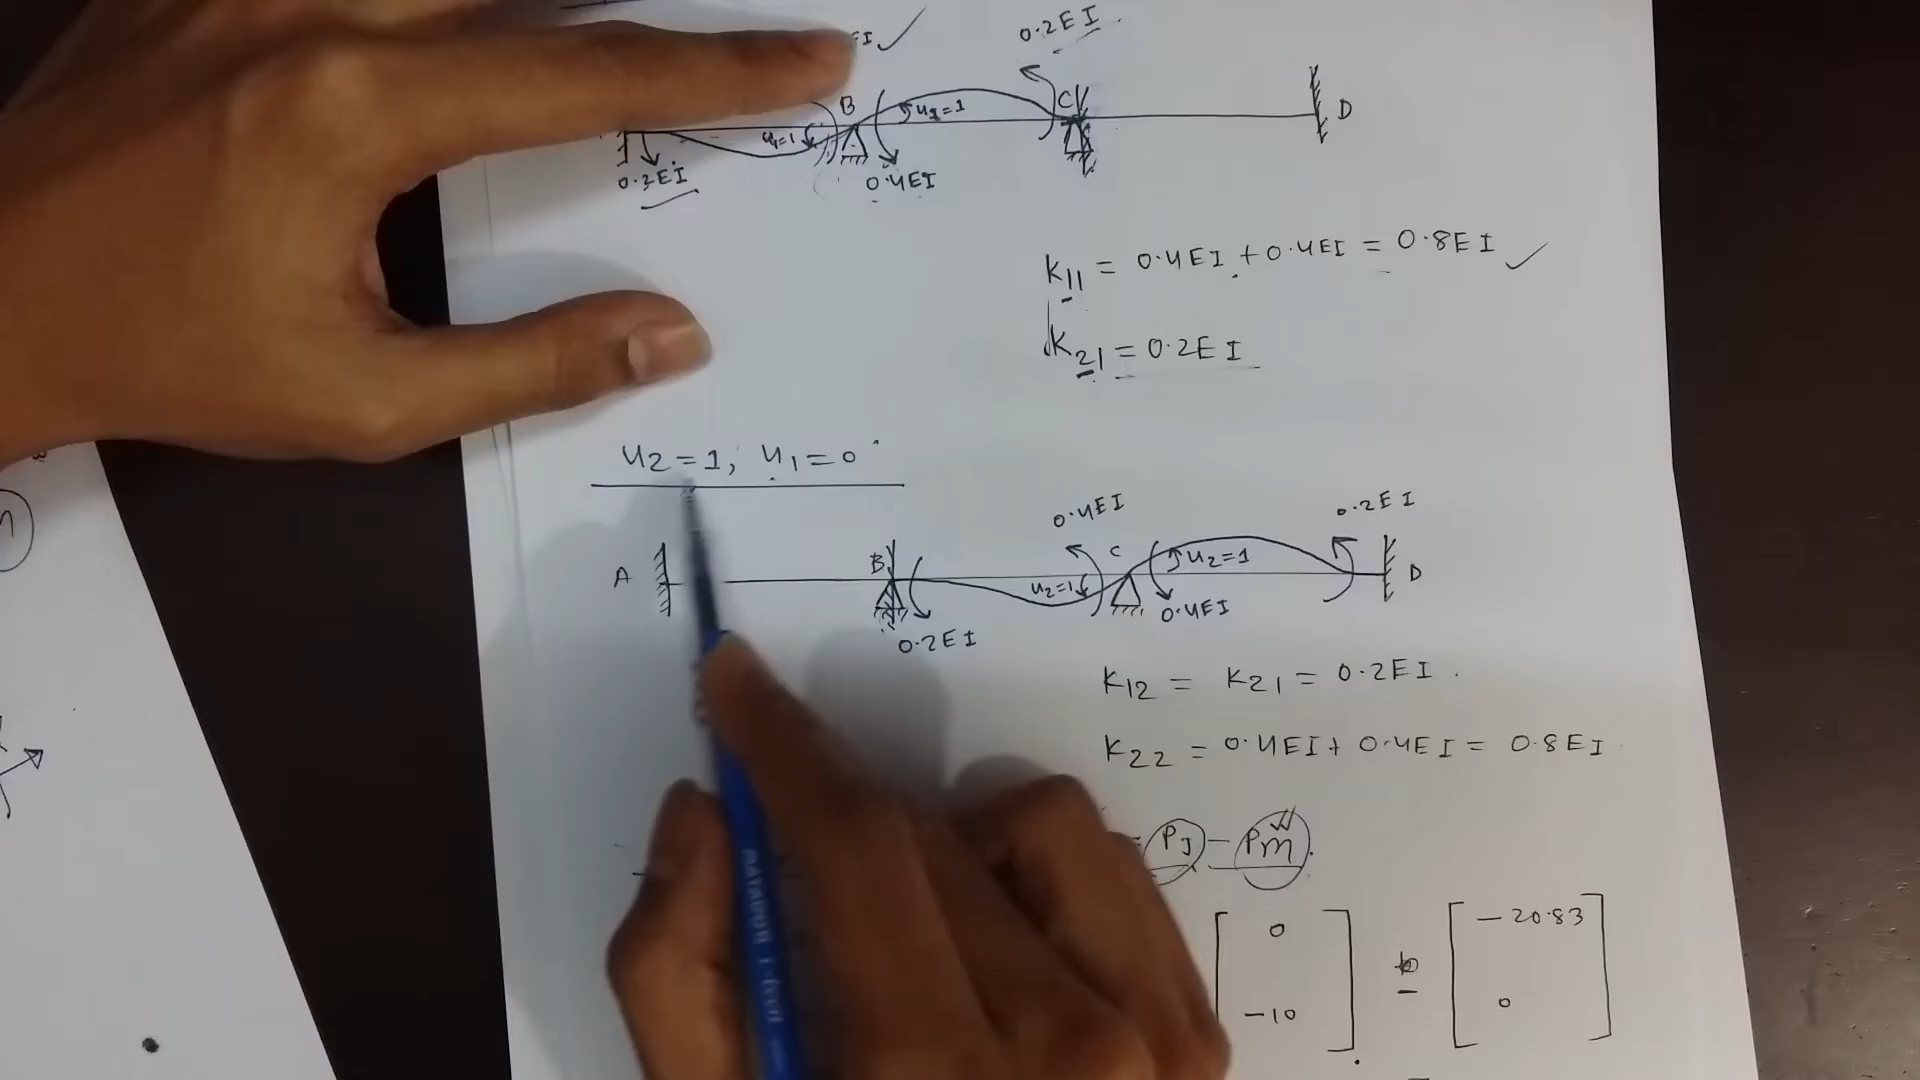 EI
0.2EI
B
C
D
u1=1
u1=1
0.2EI
0.4EI
K11 = 0.4EI + 0.4EI = 0.8EI
K21 = 0.2EI
u2=1, u1=0
0.4EI
0.2EI
A
B
C
D
u2=1
u2=1
0.2EI
0.4EI
K12 = K21 = 0.2EI.
K22 = 0.4EI + 0.4EI = 0.8EI
= PJ - Pm
0
-10
-
-20.83
0